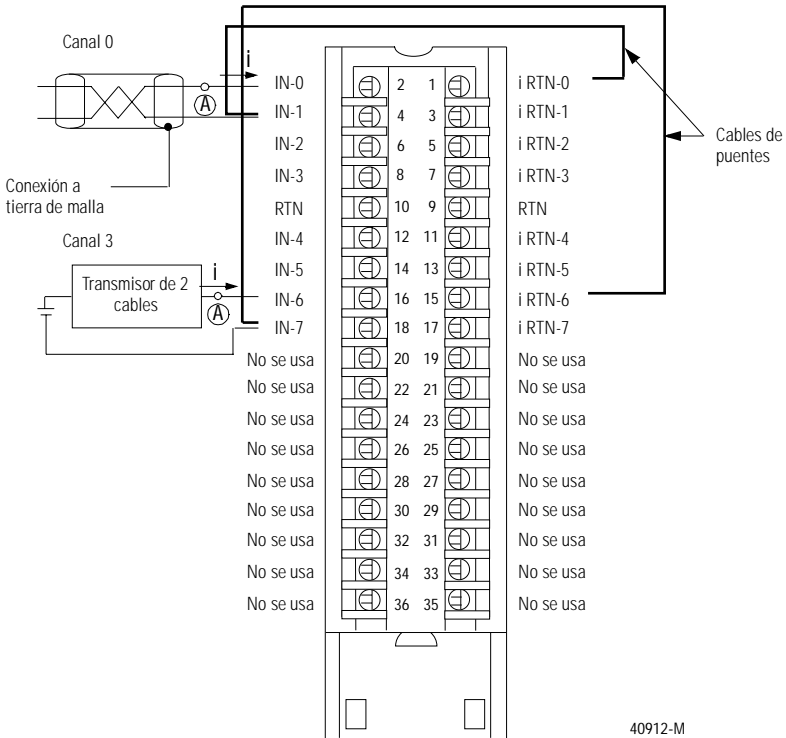 Canal 0
i
A
IN-0 2 1 i RTN-0
IN-1 4 3 i RTN-1
IN-2 6 5 i RTN-2
IN-3 8 7 i RTN-3
RTN 10 9 RTN
IN-4 12 11 i RTN-4
IN-5 14 13 i RTN-5
IN-6 16 15 i RTN-6
IN-7 18 17 i RTN-7
No se usa 20 19 No se usa
No se usa 22 21 No se usa
No se usa 24 23 No se usa
No se usa 26 25 No se usa
No se usa 28 27 No se usa
No se usa 30 29 No se usa
No se usa 32 31 No se usa
No se usa 34 33 No se usa
No se usa 36 35 No se usa
Cables de
puentes
Conexión a
tierra de malla
Canal 3
i
Transmisor de 2
cables
A
40912-M